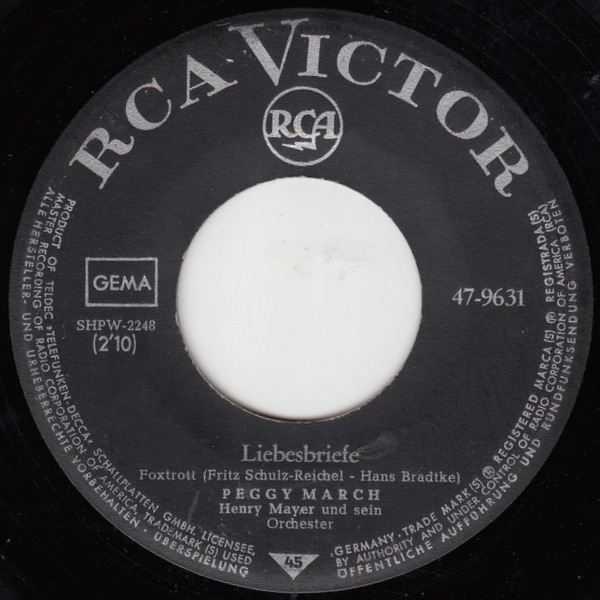 RCA VICTOR
RCA
GEMA
SHPW-2248
(2'10)
47-9631
Liebesbriefe
Foxtrott (Fritz Schulz-Reichel - Hans Bradtke)
PEGGY MARCH
Henry Mayer und sein
Orchester
45
PRODUCT OF TELDEC »TELEFUNKEN-DECCA« SCHALLPLATTEN GMBH, LICENSEE,
MASTER RECORDING OF RADIO CORPORATION OF AMERICA, TRADEMARK (S) USED
ALLE HERSTELLER- UND URHEBERRECHTE VORBEHALTEN · ÜBERSPIELUNG
GERMANY · TRADE MARK (S) ® REGISTERED MARCA (S) ® REGISTRADA (S)
BY AUTHORITY AND UNDER CONTROL OF RADIO CORPORATION OF AMERICA (RCA)
ÖFFENTLICHE AUFFÜHRUNG UND RUNDFUNKSENDUNG VERBOTEN